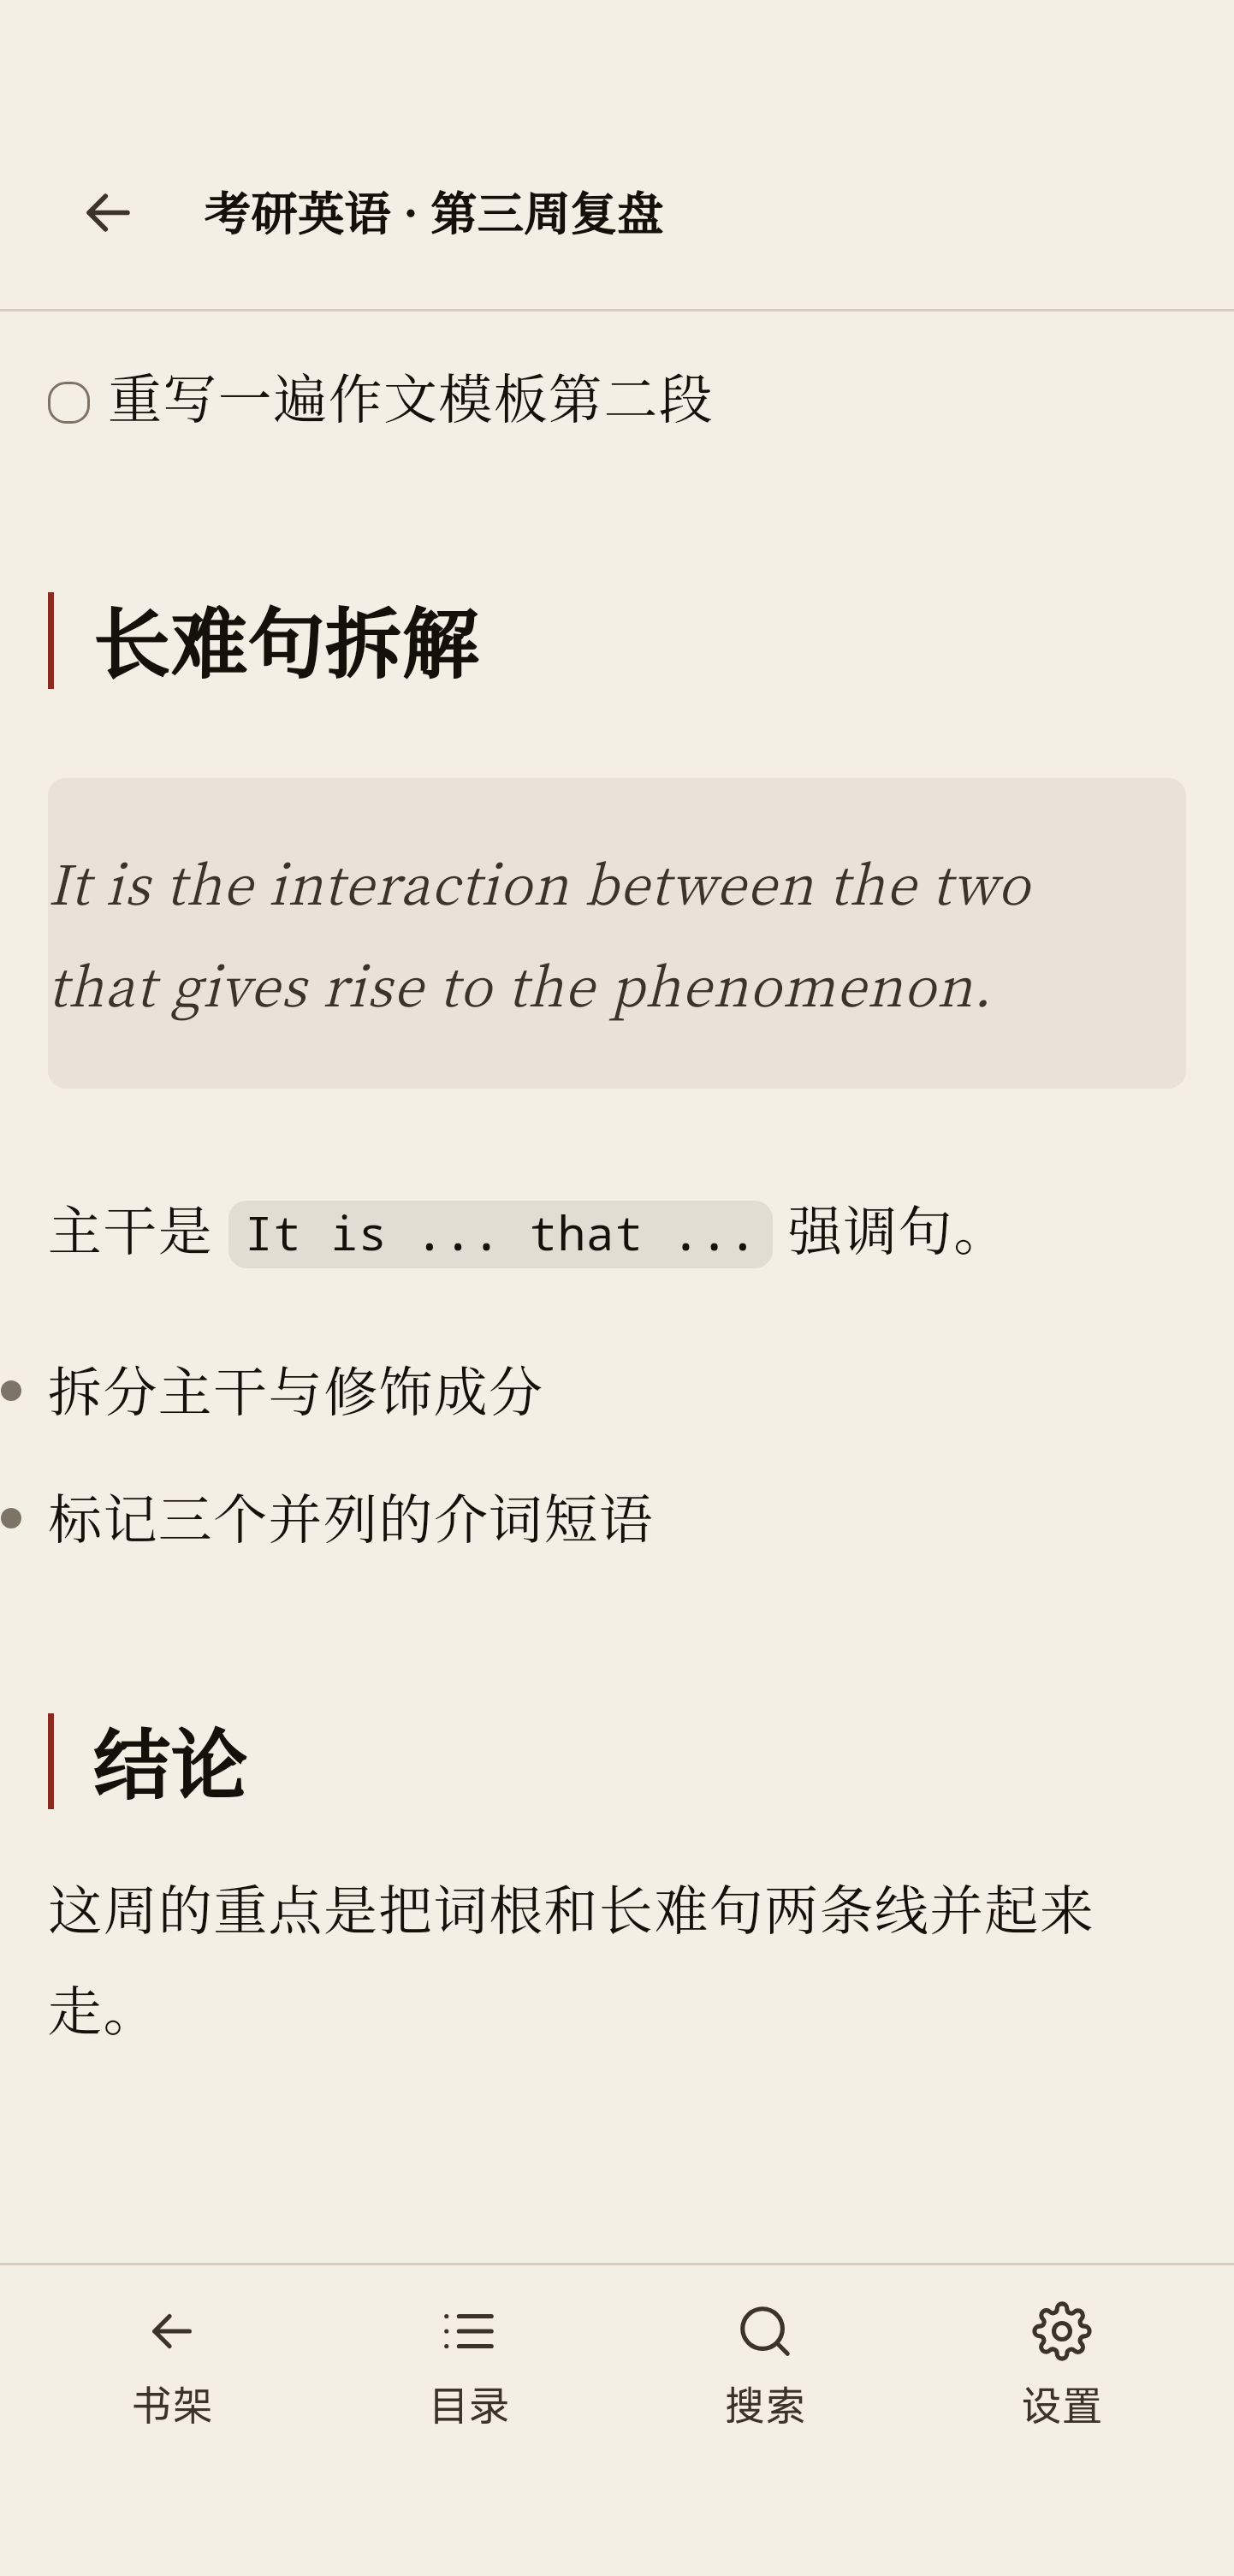 考研英语 · 第三周复盘
重写一遍作文模板第二段
长难句拆解
It is the interaction between the two
that gives rise to the phenomenon.
主干是 It is ... that ... 强调句。
拆分主干与修饰成分
标记三个并列的介词短语
结论
这周的重点是把词根和长难句两条线并起来
走。
书架 目录 搜索 设置